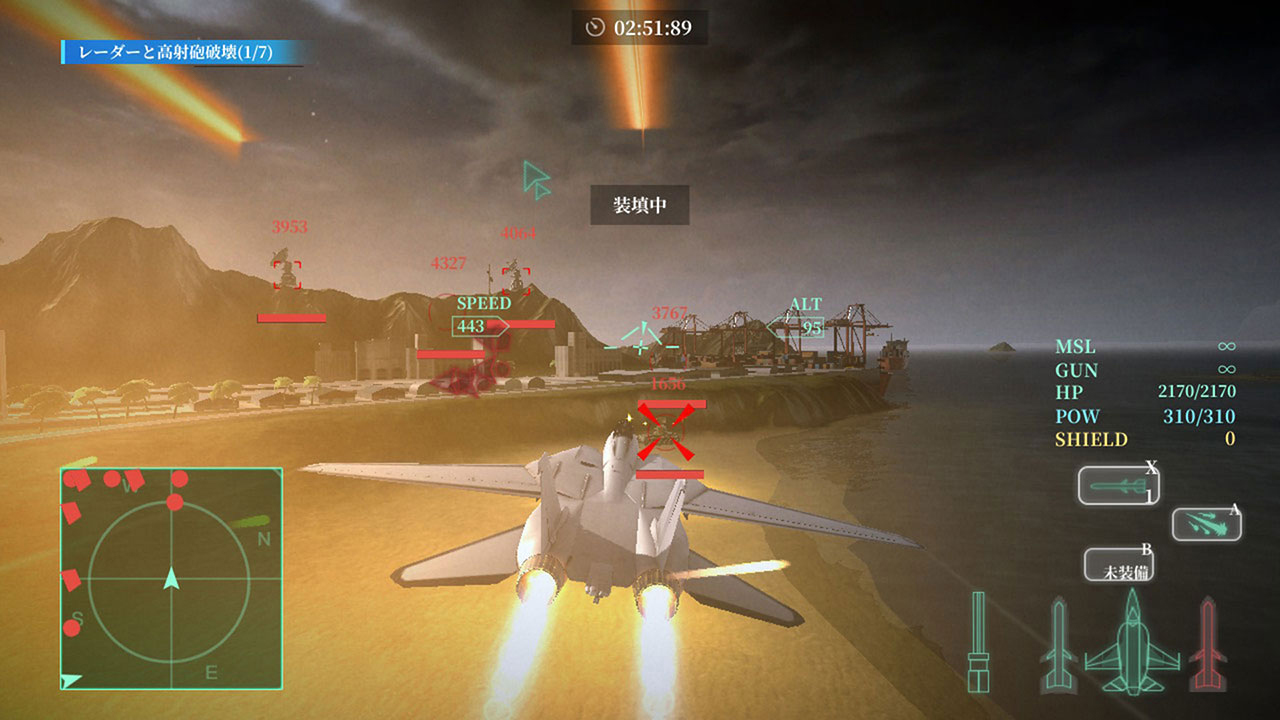 02:51:89
レーダーと高射砲破壊(1/7)
装填中
3953
4064
4327
SPEED
443
3767
ALT
95
1656
MSL ∞
GUN ∞
HP 2170/2170
POW 310/310
SHIELD 0
X
1
A
B
未装備
W
N
S
E